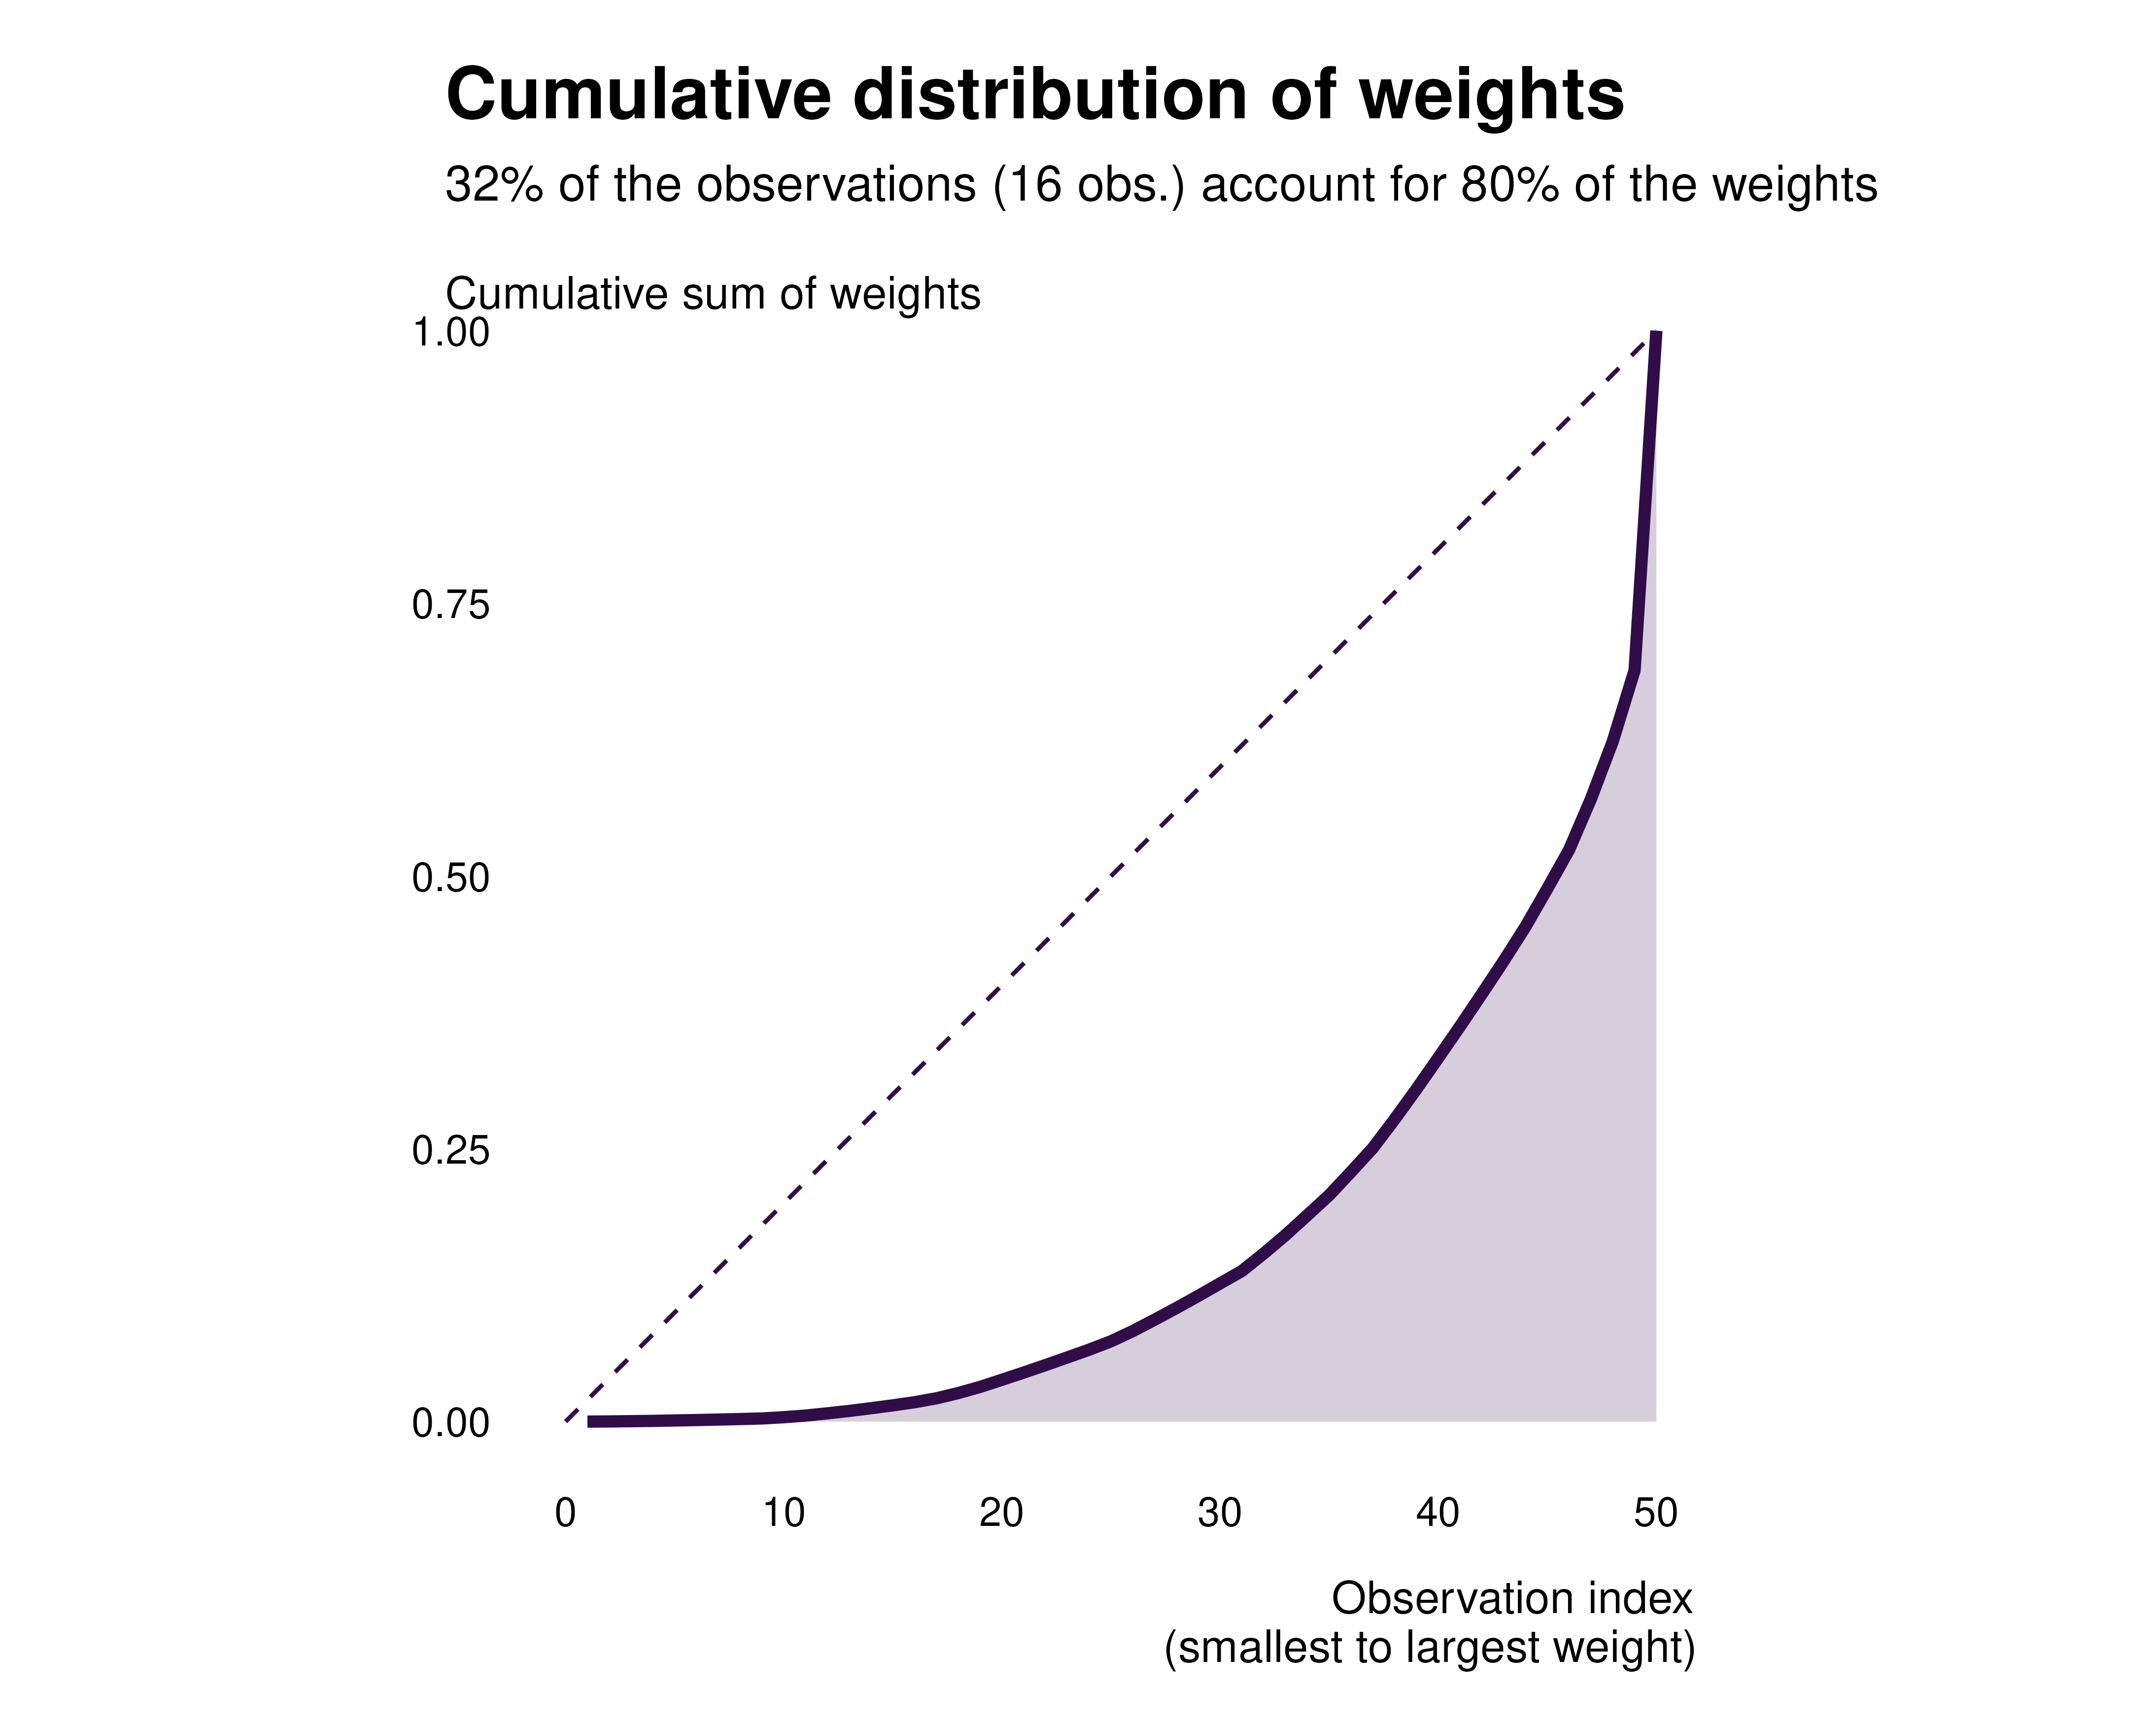 Cumulative distribution of weights
32% of the observations (16 obs.) account for 80% of the weights
Cumulative sum of weights
1.00
0.75
0.50
0.25
0.00
0 10 20 30 40 50
Observation index
(smallest to largest weight)